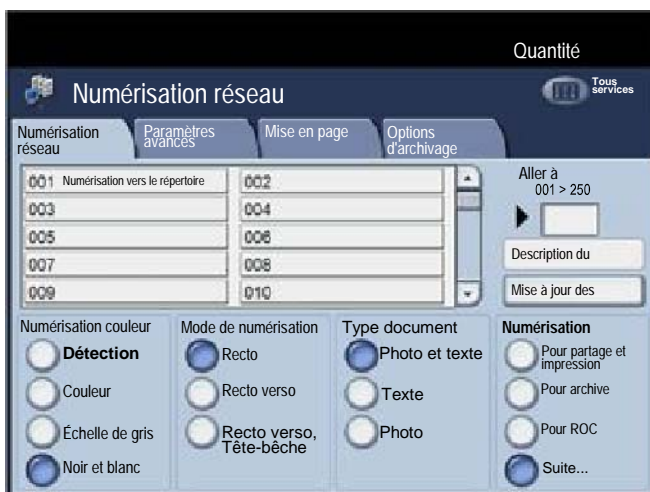 Quantité
Numérisation réseau
Tous
services
Numérisation
réseau
Paramètres
avancés
Mise en page
Options
d'archivage
001 Numérisation vers le répertoire
002
003
004
005
006
007
008
009
010
Aller à
001 > 250
Description du
Mise à jour des
Numérisation couleur
Détection
Couleur
Échelle de gris
Noir et blanc
Mode de numérisation
Recto
Recto verso
Recto verso,
Tête-bêche
Type document
Photo et texte
Texte
Photo
Numérisation
Pour partage et
impression
Pour archive
Pour ROC
Suite...